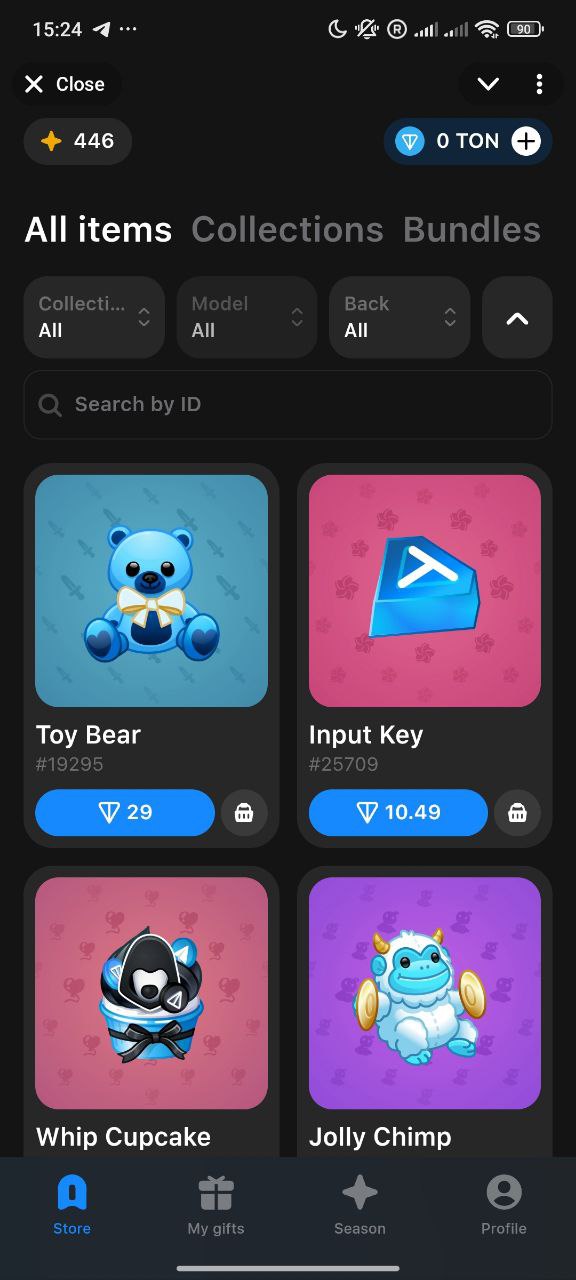 15:24
R
90
Close
446
0 TON
All items Collections Bundles
Collecti... Model Back
All All All
Search by ID
Toy Bear
#19295
29
Input Key
#25709
10.49
Whip Cupcake
Jolly Chimp
Store My gifts Season Profile